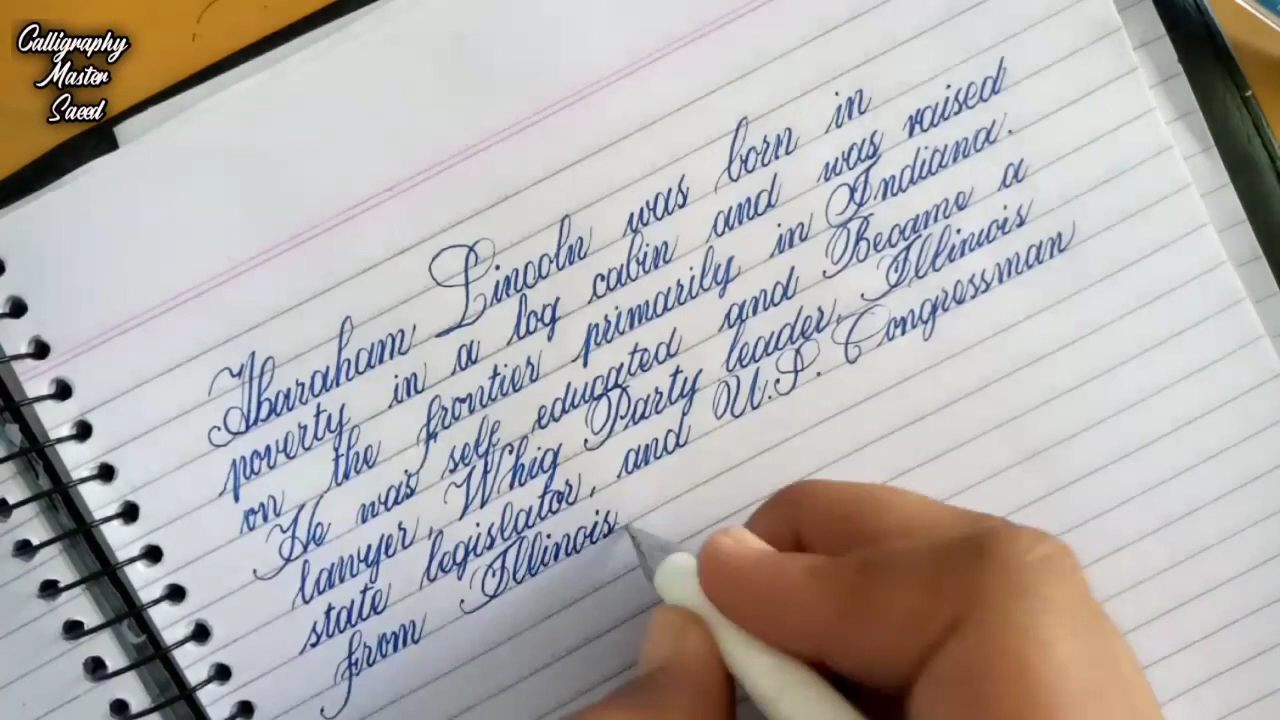 Calligraphy
Master
Saeed
Abaraham Lincoln was born in
poverty in a log cabin and was raised
on the frontier primarily in Indiana.
He was self educated and Became a
lawyer, Whig Party leader, Illinois
state legislator, and U.S. Congressman
from Illinois